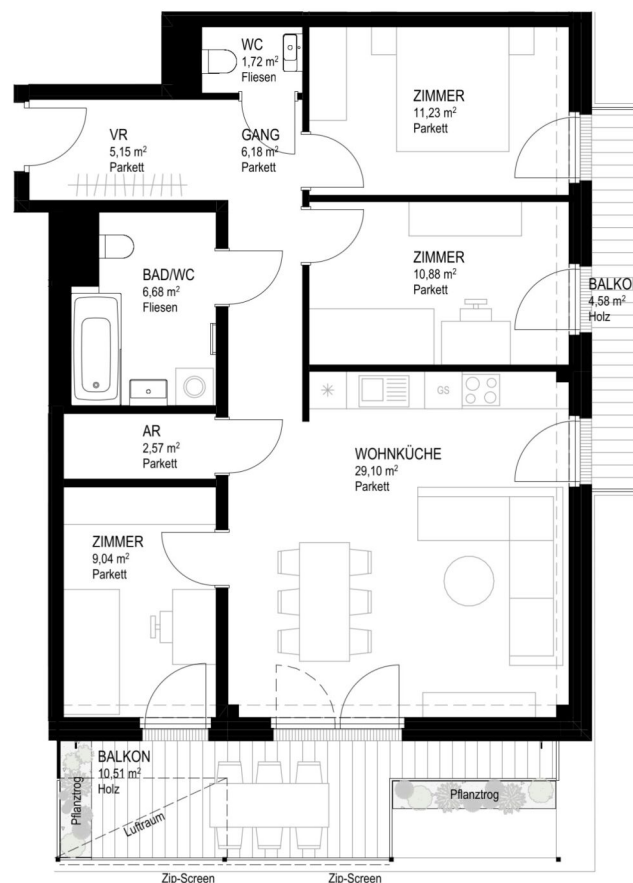 WC
1,72 m²
Fliesen
ZIMMER
11,23 m²
Parkett
VR
5,15 m²
Parkett
GANG
6,18 m²
Parkett
BAD/WC
6,68 m²
Fliesen
ZIMMER
10,88 m²
Parkett
BALKON
4,58 m²
Holz
GS
AR
2,57 m²
Parkett
WOHNKÜCHE
29,10 m²
Parkett
ZIMMER
9,04 m²
Parkett
BALKON
10,51 m²
Holz
Pflanztrog
Luftraum
Pflanztrog
Zip-Screen
Zip-Screen